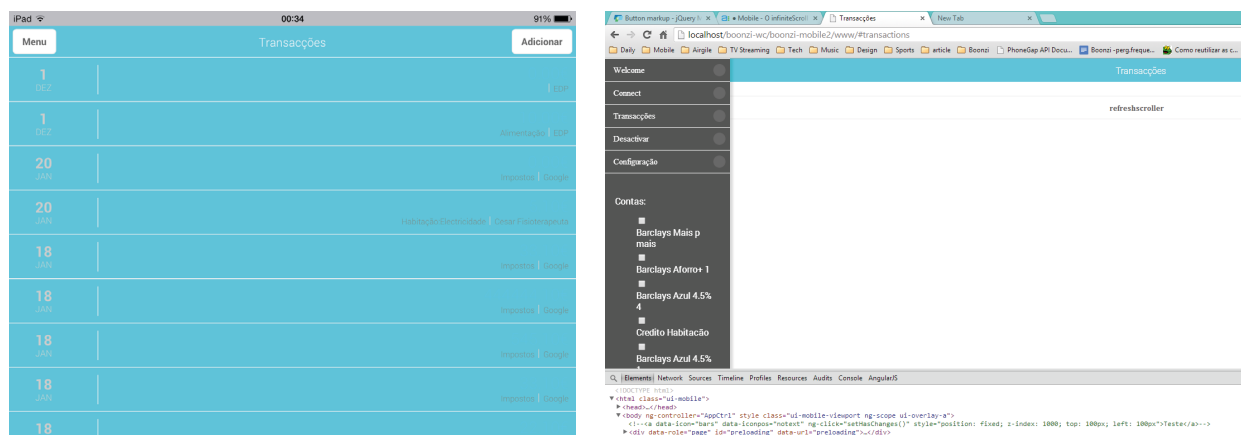 iPad
00:34
91%
Menu
Transacções
Adicionar
1
DEZ
EDP
1
DEZ
Alimentação | EDP
20
JAN
Impostos | Google
20
JAN
Habitação:Electricidade | Cesar Fisioterapeuta
18
JAN
Impostos | Google
18
JAN
Impostos | Google
18
JAN
Impostos | Google
18
JAN
Impostos | Google
18
Button markup - jQuery
• Mobile - O infiniteScroll
Transacções
New Tab
localhost/boonzi-wc/boonzi-mobile2/www/#transactions
Daily Mobile Airgile TV Streaming Tech Music Design Sports article Boonzi PhoneGap API Docu... Boonzi -perg.freque... Como reutilizar as c...
Welcome
Connect
Transacções
Desactivar
Configuração
Contas:
Barclays Mais p
mais
Barclays Aforro+ 1
Barclays Azul 4.5%
4
Credito Habitacão
Barclays Azul 4.5%
Transacções
refreshscroller
Elements Network Sources Timeline Profiles Resources Audits Console AngularJS
<!DOCTYPE html>
▼<html class="ui-mobile">
▶<head>…</head>
▼<body ng-controller="AppCtrl" style class="ui-mobile-viewport ng-scope ui-overlay-a">
<!--<a data-icon="bars" data-iconpos="notext" ng-click="setHasChanges()" style="position: fixed; z-index: 1000; top: 100px; left: 100px">Teste</a>-->
▶<div data-role="page" id="preloading" data-url="preloading">…</div>